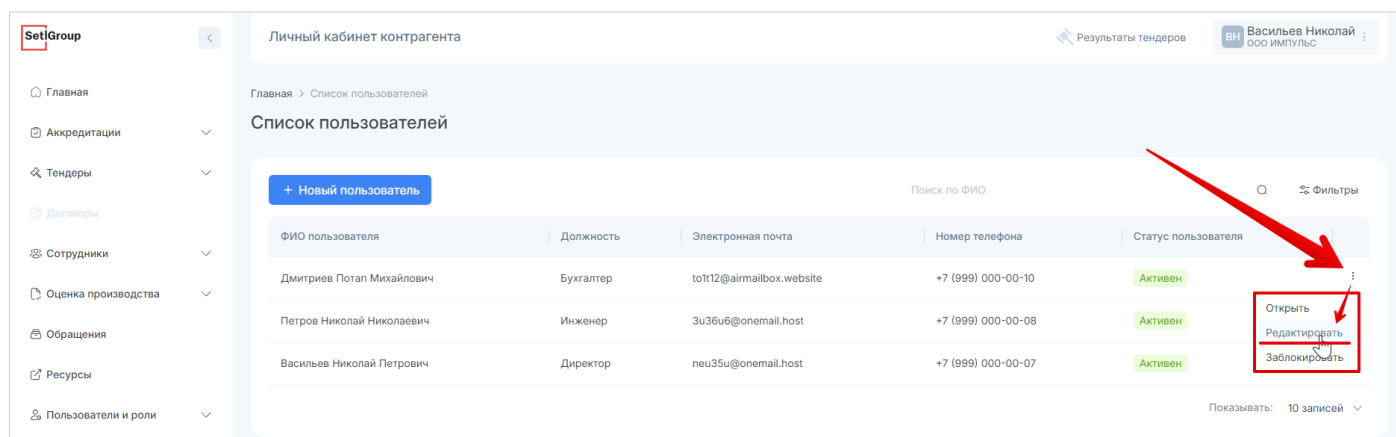 SetlGroup
Личный кабинет контрагента
Результаты тендеров
ВН
Васильев Николай
ООО ИМПУЛЬС
Главная
Аккредитации
Тендеры
Договоры
Сотрудники
Оценка производства
Обращения
Ресурсы
Пользователи и роли
Главная > Список пользователей
Список пользователей
+ Новый пользователь
Поиск по ФИО
Фильтры
ФИО пользователя Должность Электронная почта Номер телефона Статус пользователя
Дмитриев Потап Михайлович Бухгалтер to1t12@airmailbox.website +7 (999) 000-00-10 Активен
Петров Николай Николаевич Инженер 3u36u6@onemail.host +7 (999) 000-00-08 Активен
Васильев Николай Петрович Директор neu35u@onemail.host +7 (999) 000-00-07 Активен
Открыть
Редактировать
Заблокировать
Показывать: 10 записей